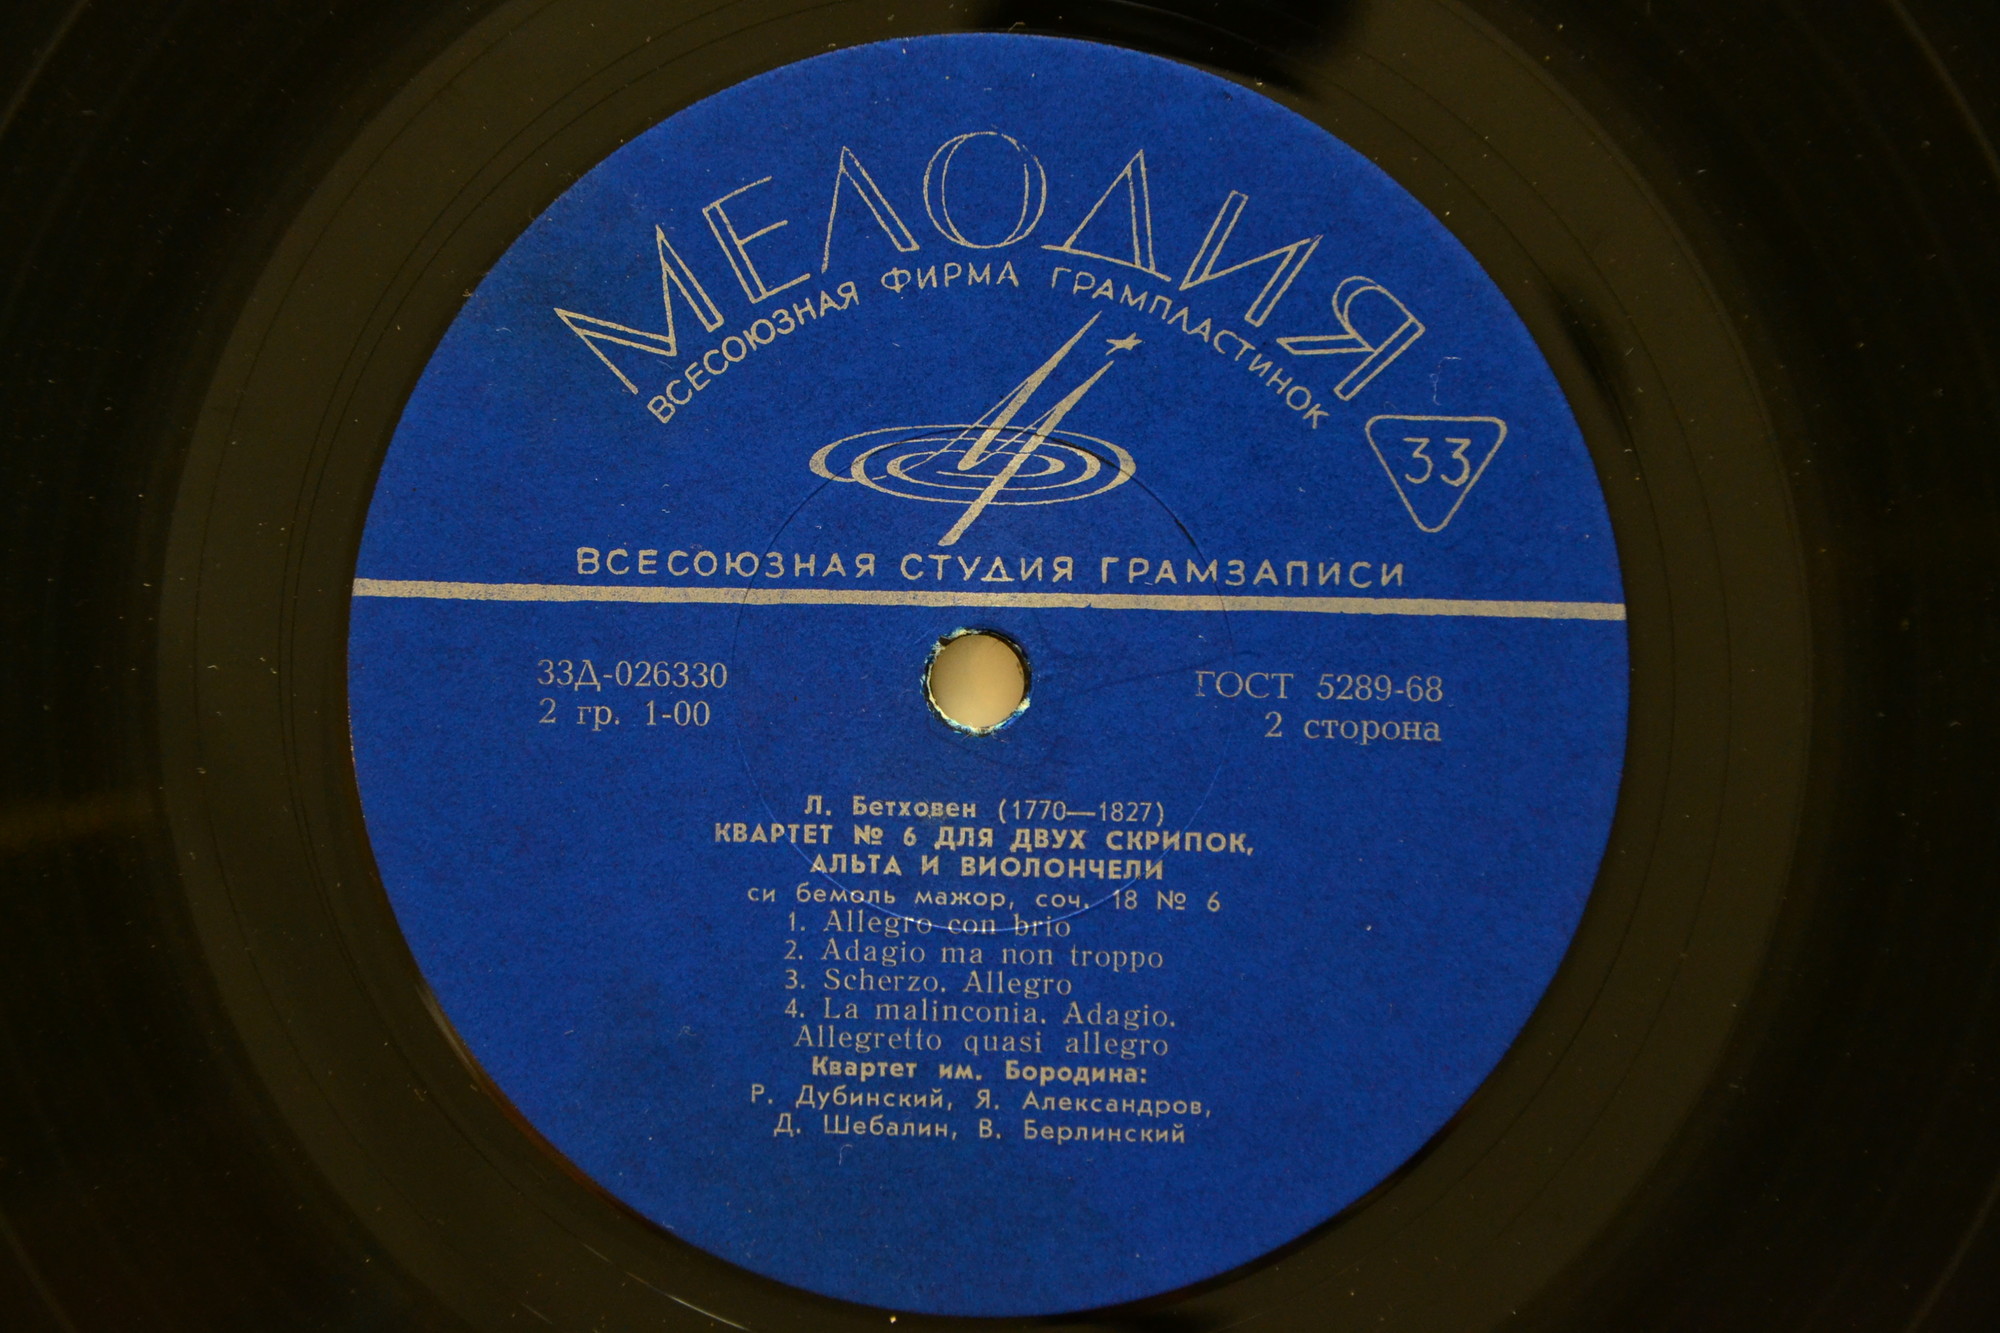 МЕЛОДИЯ
ВСЕСОЮЗНАЯ ФИРМА ГРАМПЛАСТИНОК
33
ВСЕСОЮЗНАЯ СТУДИЯ ГРАМЗАПИСИ
33Д-026330
2 гр. 1-00
ГОСТ 5289-68
2 сторона
Л. Бетховен (1770—1827)
КВАРТЕТ № 6 ДЛЯ ДВУХ СКРИПОК,
АЛЬТА И ВИОЛОНЧЕЛИ
си бемоль мажор, соч. 18 № 6
1. Allegro con brio
2. Adagio ma non troppo
3. Scherzo. Allegro
4. La malinconia. Adagio.
Allegretto quasi allegro
Квартет им. Бородина:
Р. Дубинский, Я. Александров,
Д. Шебалин, В. Берлинский